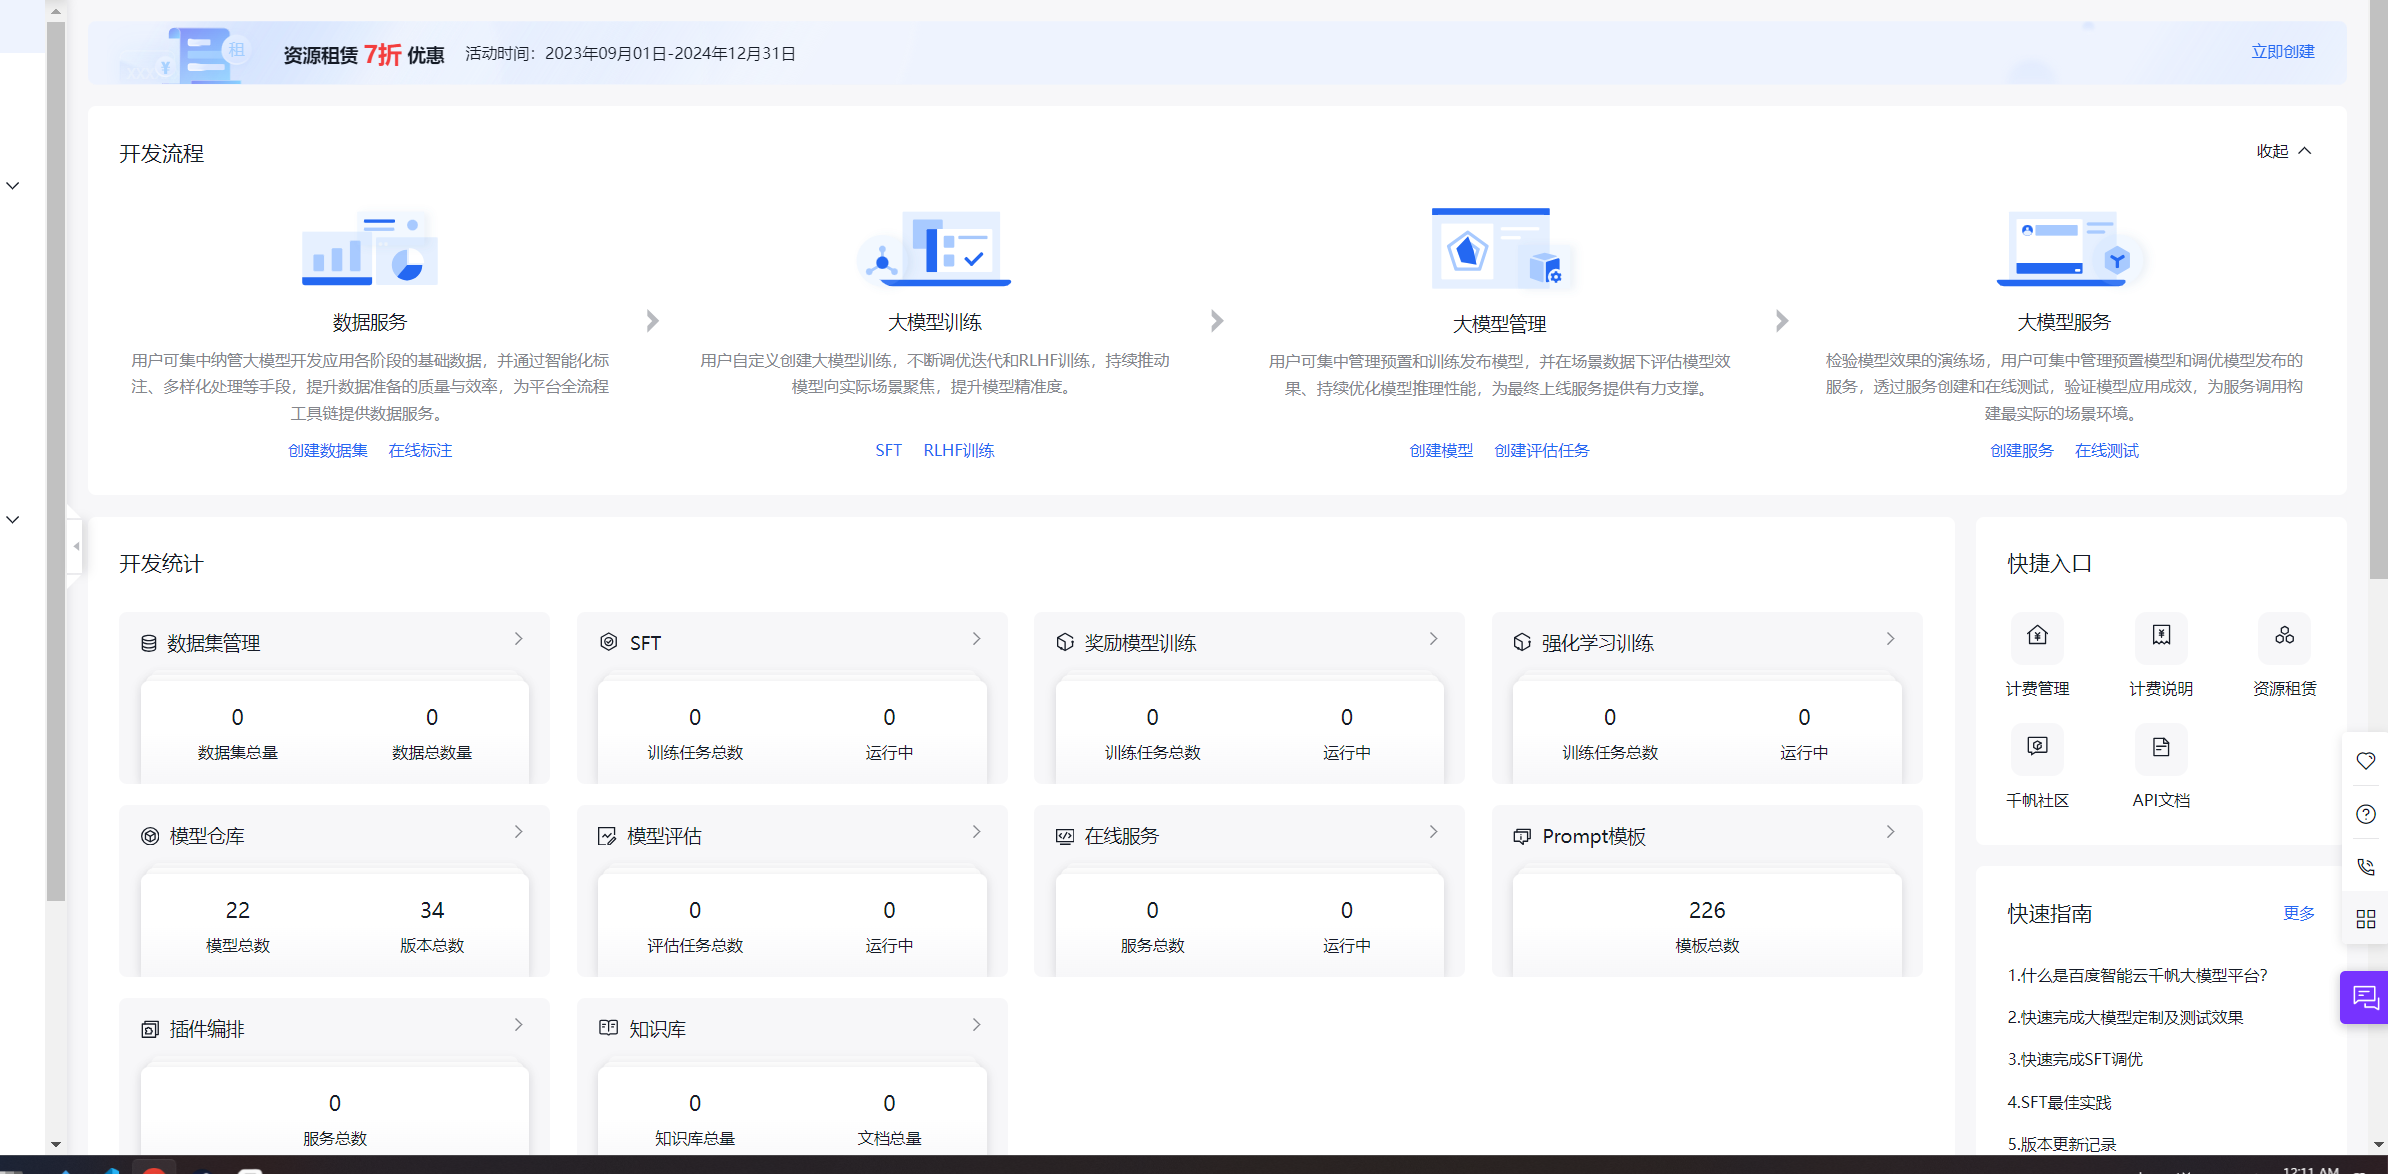 资源租赁 7折 优惠 活动时间：2023年09月01日-2024年12月31日
立即创建
开发流程
收起
数据服务
用户可集中纳管大模型开发应用各阶段的基础数据，并通过智能化标
注、多样化处理等手段，提升数据准备的质量与效率，为平台全流程
工具链提供数据服务。
创建数据集 在线标注
大模型训练
用户自定义创建大模型训练，不断调优迭代和RLHF训练，持续推动
模型向实际场景聚焦，提升模型精准度。
SFT RLHF训练
大模型管理
用户可集中管理预置和训练发布模型，并在场景数据下评估模型效
果、持续优化模型推理性能，为最终上线服务提供有力支撑。
创建模型 创建评估任务
大模型服务
检验模型效果的演练场，用户可集中管理预置模型和调优模型发布的
服务，透过服务创建和在线测试，验证模型应用成效，为服务调用构
建最实际的场景环境。
创建服务 在线测试
开发统计
数据集管理
0 0
数据集总量 数据总数量
SFT
0 0
训练任务总数 运行中
奖励模型训练
0 0
训练任务总数 运行中
强化学习训练
0 0
训练任务总数 运行中
模型仓库
22 34
模型总数 版本总数
模型评估
0 0
评估任务总数 运行中
在线服务
0 0
服务总数 运行中
Prompt模板
226
模板总数
插件编排
0
服务总数
知识库
0 0
知识库总量 文档总量
快捷入口
计费管理 计费说明 资源租赁
千帆社区 API文档
快速指南
更多
1.什么是百度智能云千帆大模型平台?
2.快速完成大模型定制及测试效果
3.快速完成SFT调优
4.SFT最佳实践
5.版本更新记录
12:11 AM